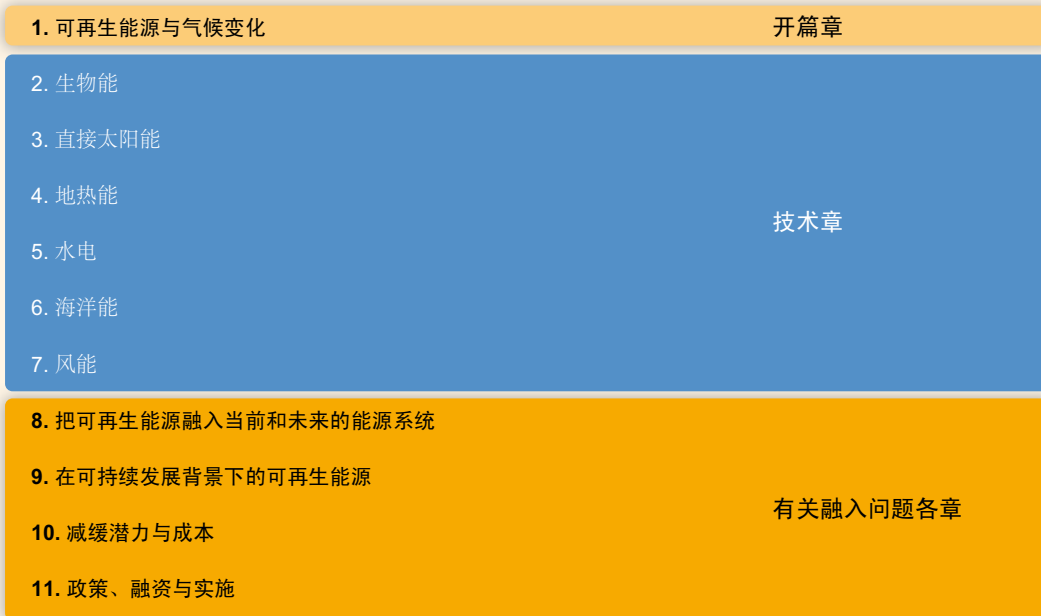 1. 可再生能源与气候变化 开篇章
2. 生物能
3. 直接太阳能
4. 地热能
技术章
5. 水电
6. 海洋能
7. 风能
8. 把可再生能源融入当前和未来的能源系统
9. 在可持续发展背景下的可再生能源
有关融入问题各章
10. 减缓潜力与成本
11. 政策、融资与实施